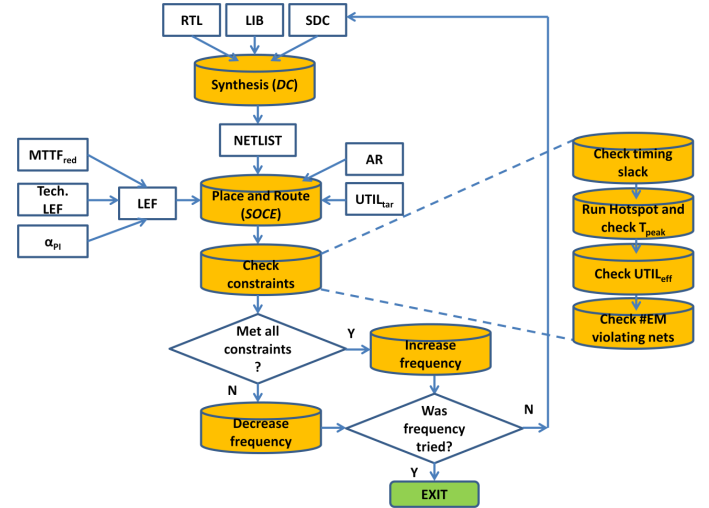 RTL
LIB
SDC
Synthesis (DC)
NETLIST
MTTFred
AR
Tech.
LEF
LEF
Place and Route
(SOCE)
UTILtar
αPI
Check
constraints
Check timing
slack
Run Hotspot and
check Tpeak
Check UTILeff
Check #EM
violating nets
Met all
constraints
?
Y
Increase
frequency
N
Decrease
frequency
Was
frequency
tried?
N
Y
EXIT